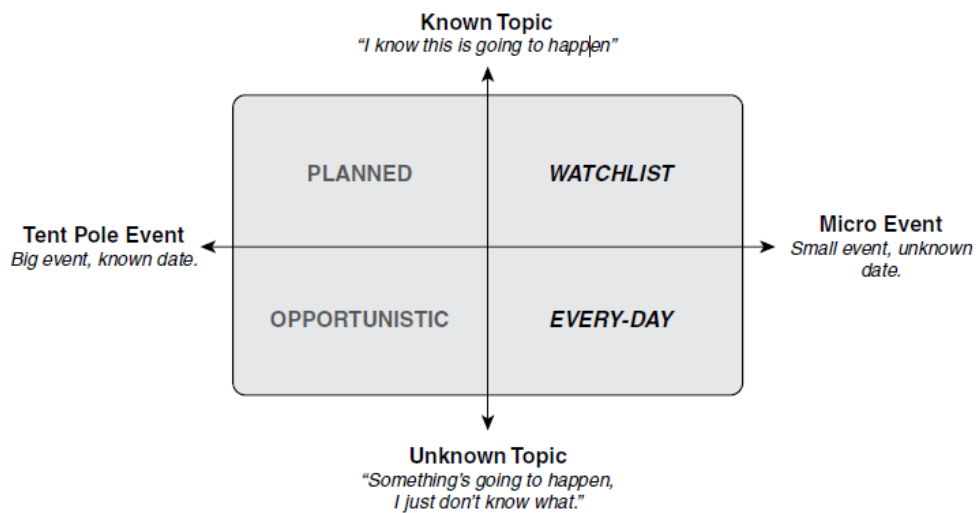 Known Topic
“I know this is going to happen”
PLANNED
WATCHLIST
Tent Pole Event
Big event, known date.
Micro Event
Small event, unknown
date.
OPPORTUNISTIC
EVERY-DAY
Unknown Topic
“Something’s going to happen,
I just don’t know what.”